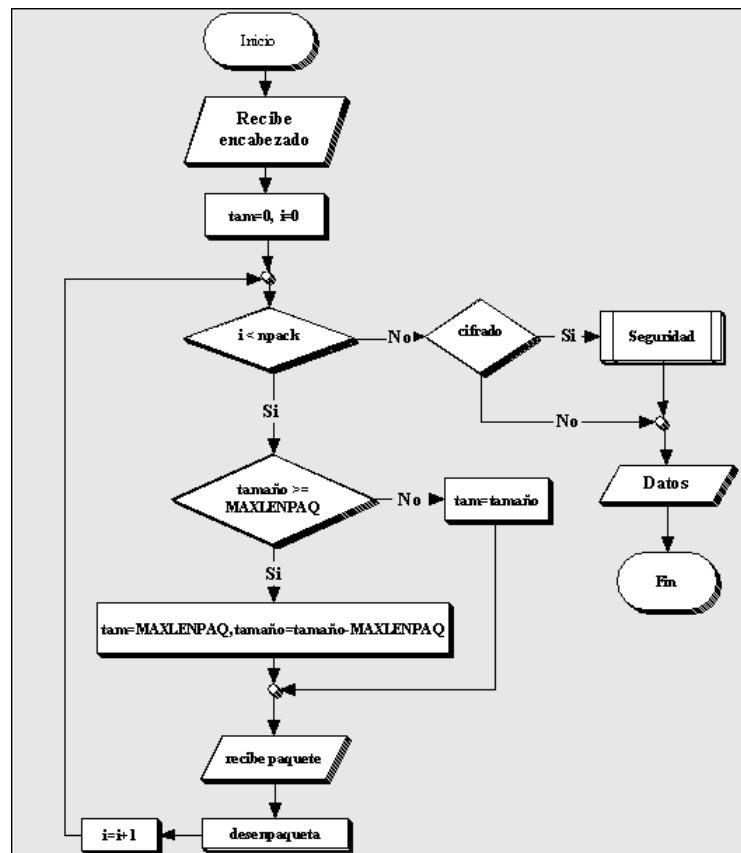 Inicio
Recibe
encabezado
tam=0, i=0
i < npack
No
cifrado
Si
Seguridad
Si
No
tamaño >=
MAXLENPAQ
No
tam=tamaño
Datos
Si
Fin
tam=MAXLENPAQ,tamaño=tamaño-MAXLENPAQ
recibe paquete
i=i+1
desenpaqueta